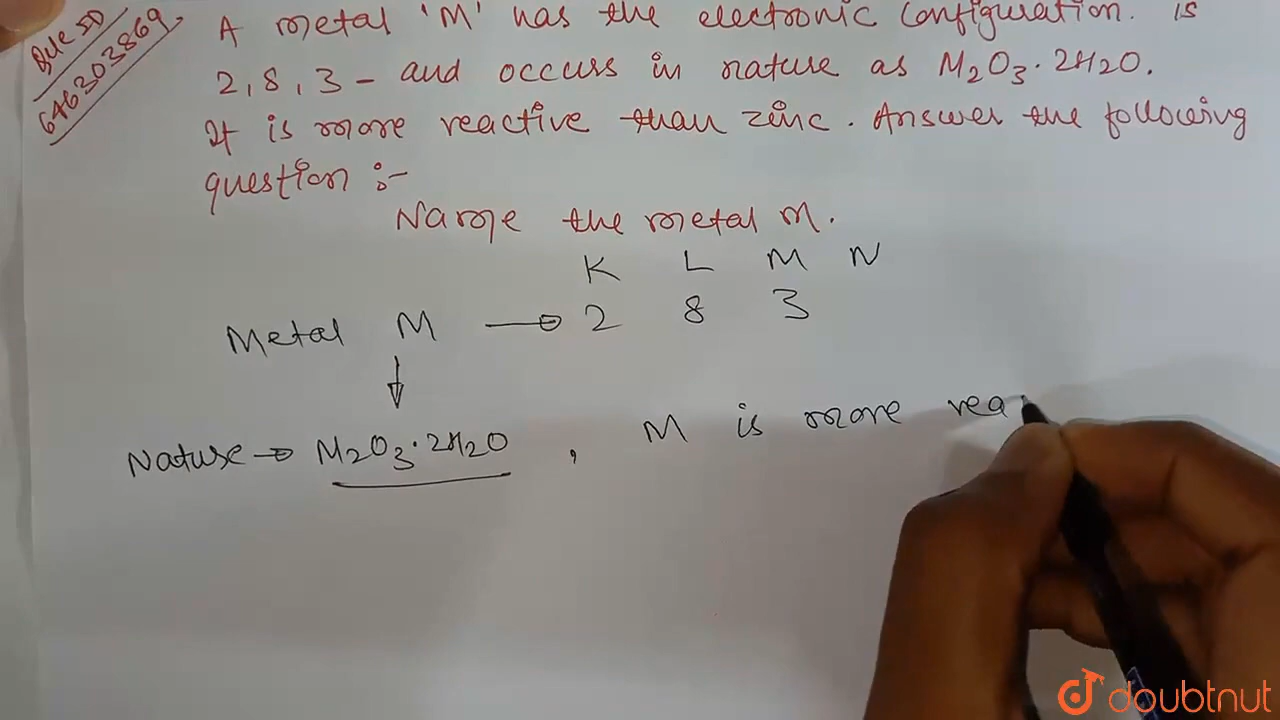 Que 50
646303869
A metal 'M' has the electronic Configuration. is
2, 8, 3 - and occurs in nature as M2O3·2H2O.
It is more reactive than zinc. Answer the following
question :-
Name the metal M.
K L M N
Metal M → 2 8 3
Nature → M2O3·2H2O , M is more rea
doubtnut